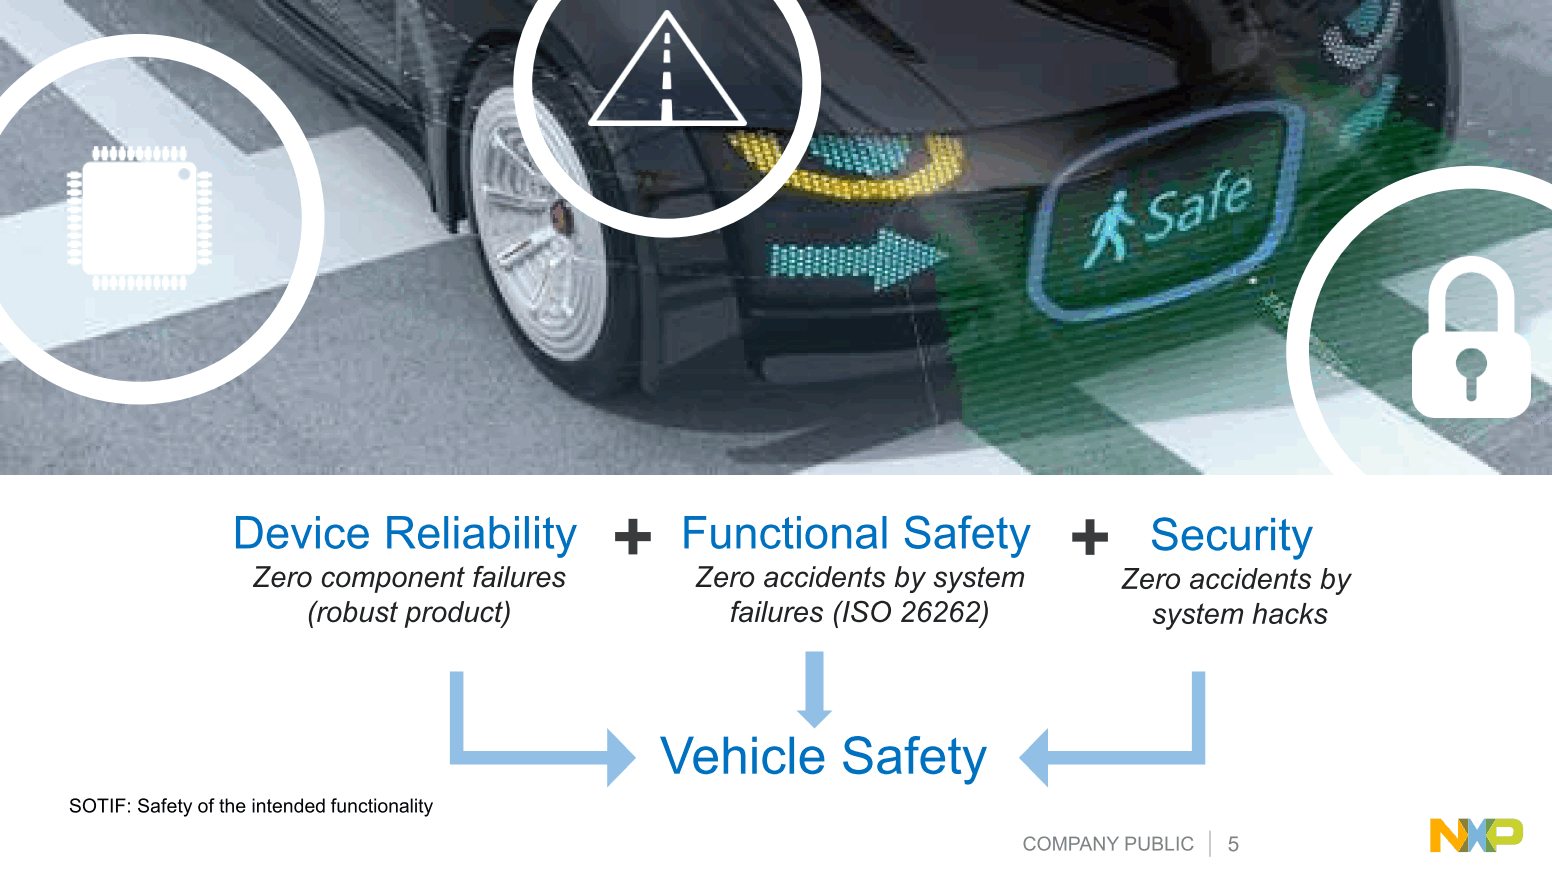 Safe
Device Reliability + Functional Safety + Security
Zero component failures
(robust product)
Zero accidents by system
failures (ISO 26262)
Zero accidents by
system hacks
Vehicle Safety
SOTIF: Safety of the intended functionality
COMPANY PUBLIC | 5
NXP